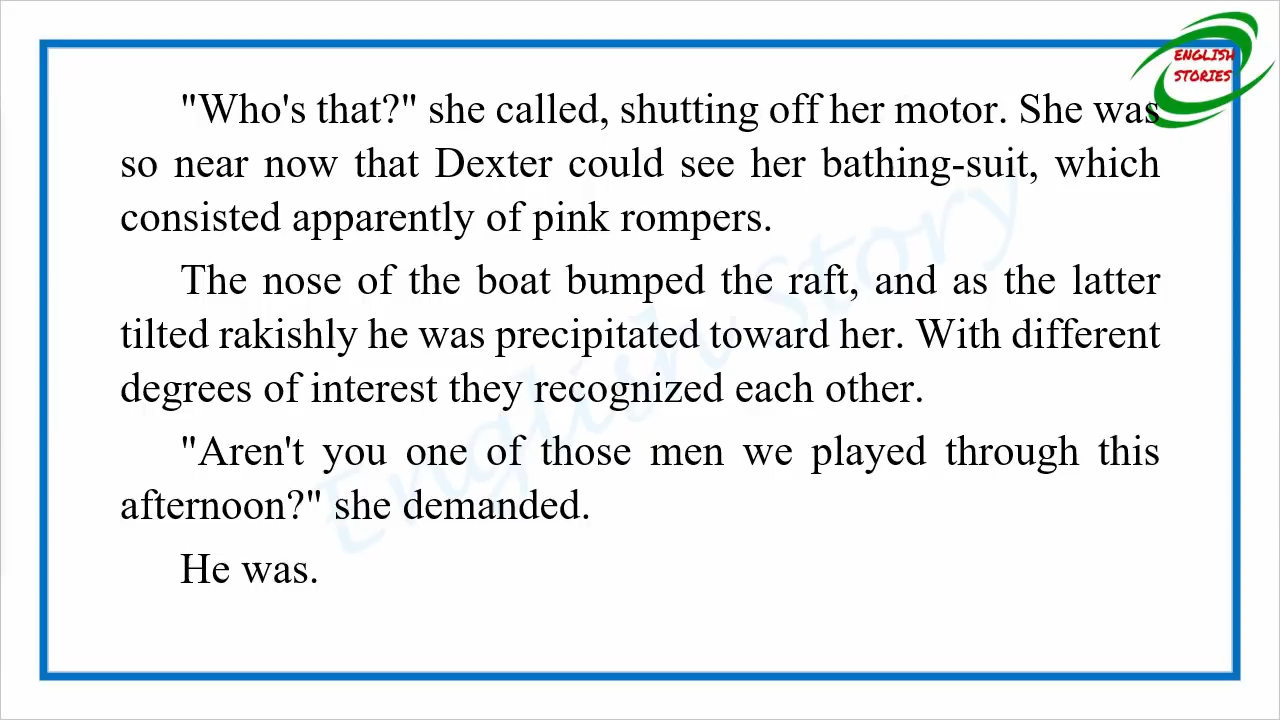 ENGLISH
STORIES
"Who's that?" she called, shutting off her motor. She was
so near now that Dexter could see her bathing-suit, which
consisted apparently of pink rompers.
The nose of the boat bumped the raft, and as the latter
tilted rakishly he was precipitated toward her. With different
degrees of interest they recognized each other.
"Aren't you one of those men we played through this
afternoon?" she demanded.
He was.
English Story